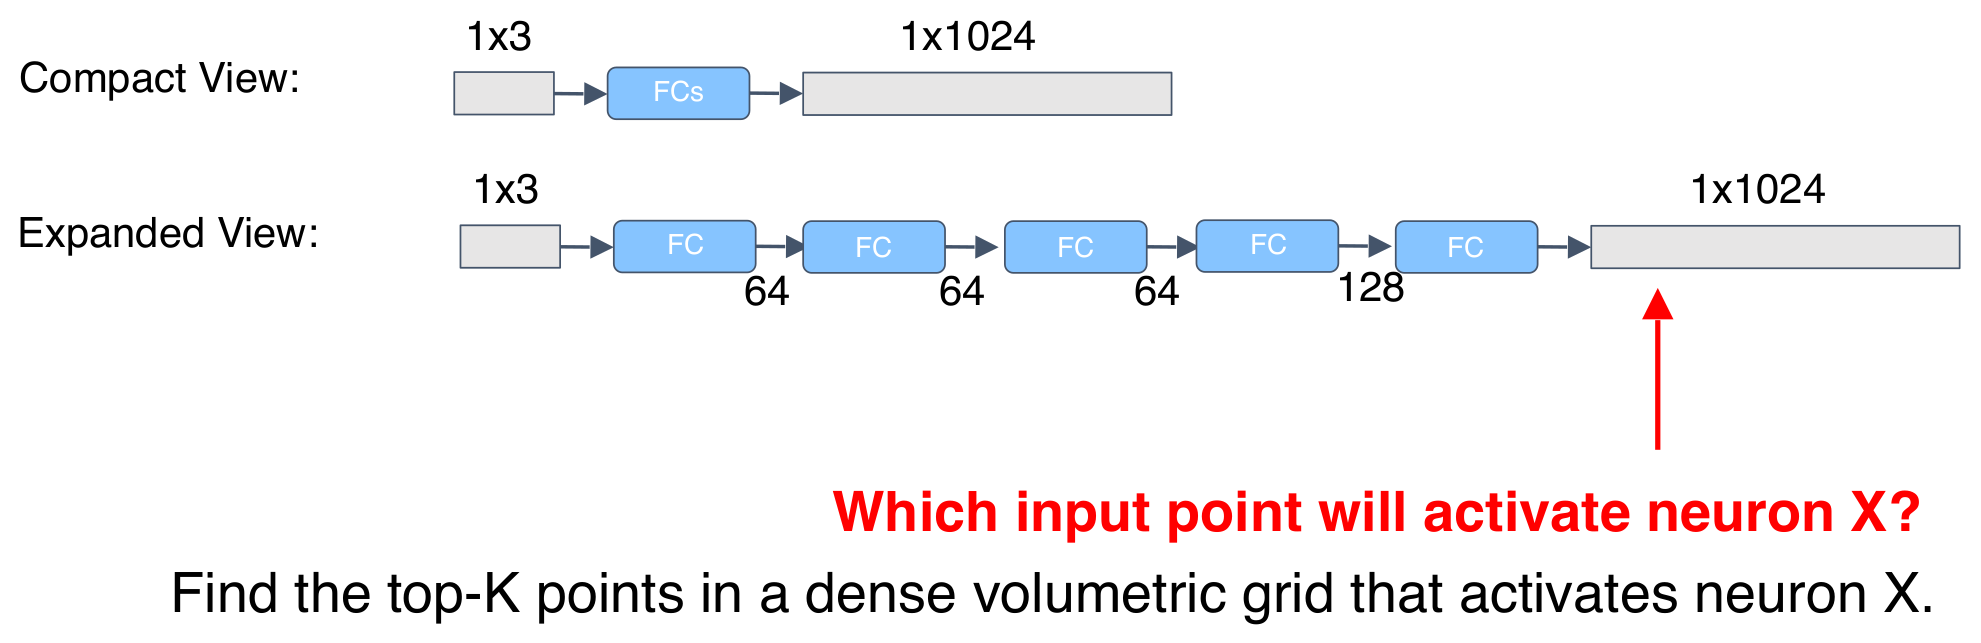 1x3 1x1024
Compact View: FCs
1x3 1x1024
Expanded View: FC FC FC FC FC
64 64 64 128
Which input point will activate neuron X?
Find the top-K points in a dense volumetric grid that activates neuron X.